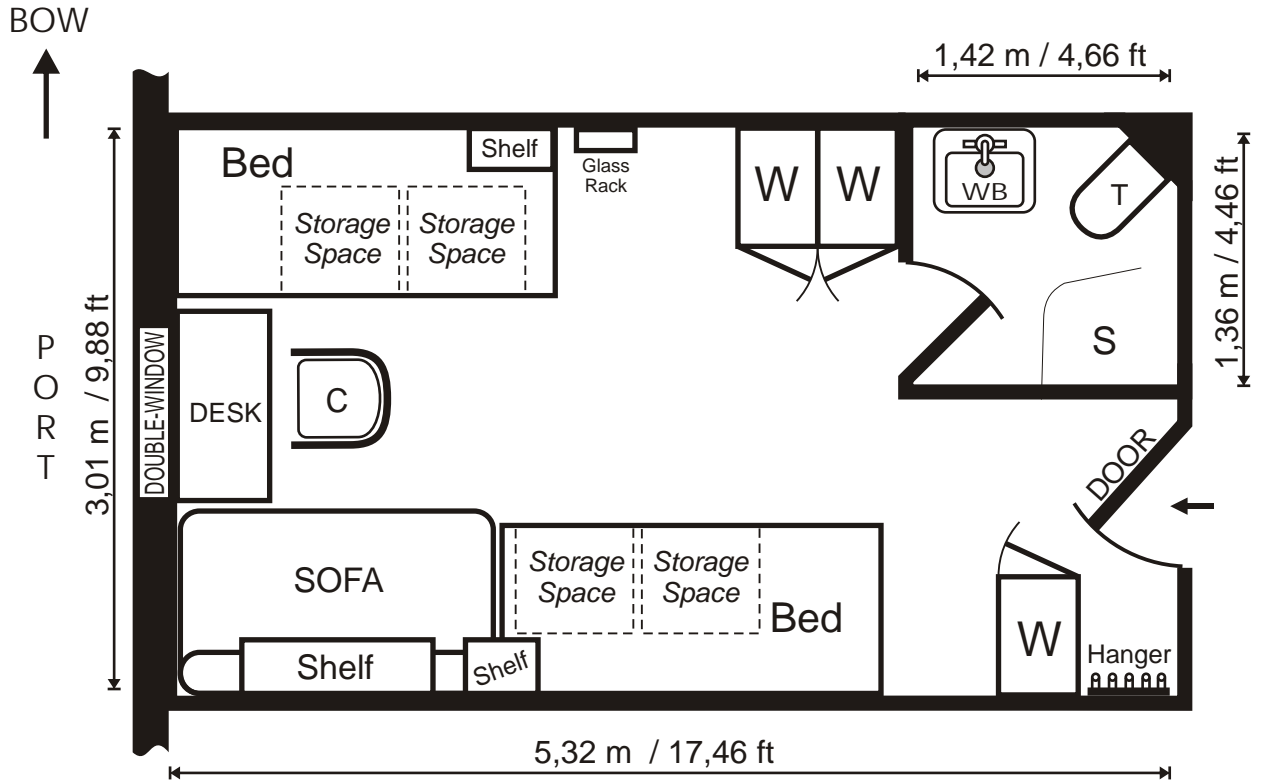 BOW
1,42 m / 4,66 ft
Bed
Shelf
Glass
Rack
W
W
WB
T
Storage
Space
Storage
Space
1,36 m / 4,46 ft
PORT
3,01 m / 9,88 ft
DOUBLE-WINDOW
DESK
C
S
DOOR
SOFA
Storage
Space
Storage
Space
Bed
W
Hanger
Shelf
Shelf
5,32 m / 17,46 ft